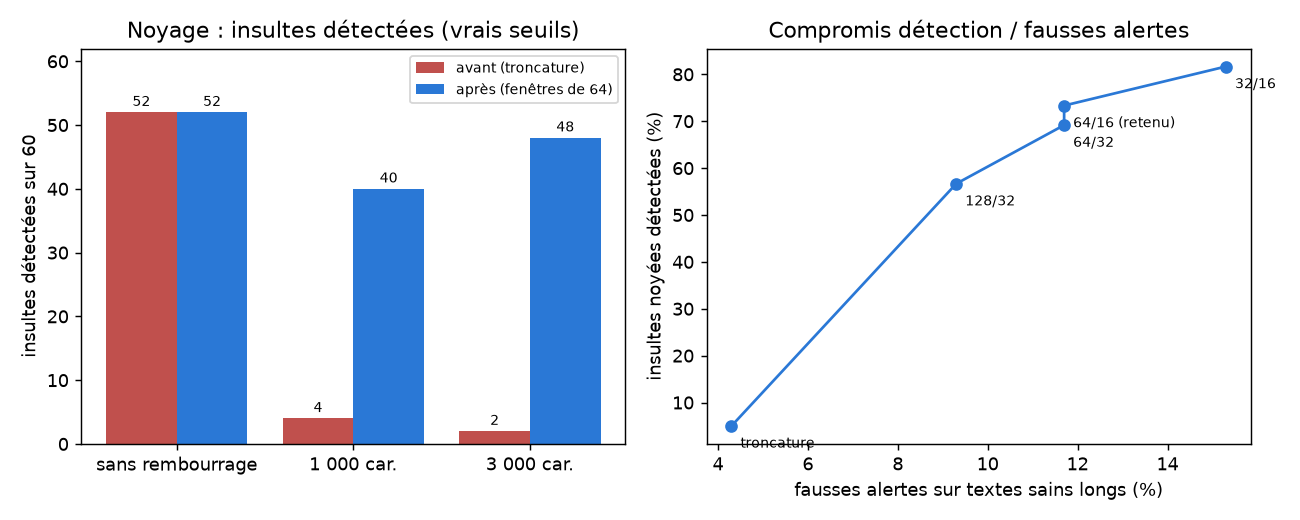 Noyage : insultes détectées (vrais seuils)
insultes détectées sur 60
60
50
40
30
20
10
0
avant (troncature)
après (fenêtres de 64)
52
52
4
40
2
48
sans rembourrage
1 000 car.
3 000 car.
Compromis détection / fausses alertes
insultes noyées détectées (%)
80
70
60
50
40
30
20
10
32/16
64/16 (retenu)
64/32
128/32
troncature
4
6
8
10
12
14
fausses alertes sur textes sains longs (%)